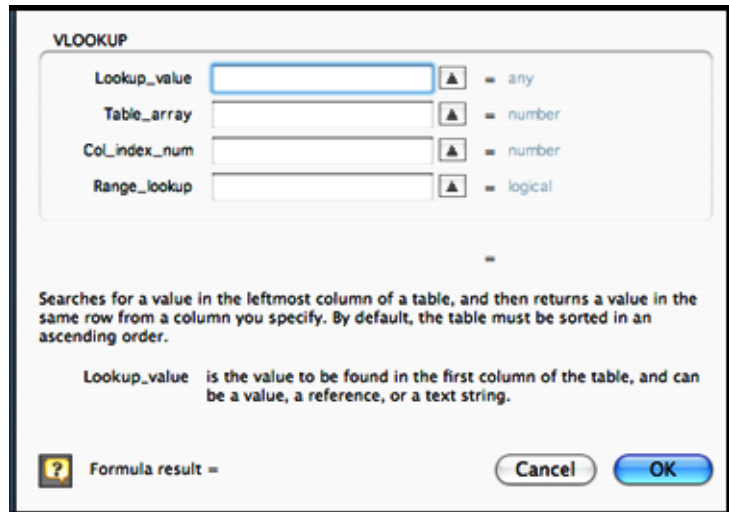 VLOOKUP
Lookup_value = any
Table_array = number
Col_index_num = number
Range_lookup = logical
=
Searches for a value in the leftmost column of a table, and then returns a value in the
same row from a column you specify. By default, the table must be sorted in an
ascending order.
Lookup_value is the value to be found in the first column of the table, and can
be a value, a reference, or a text string.
? Formula result = Cancel OK